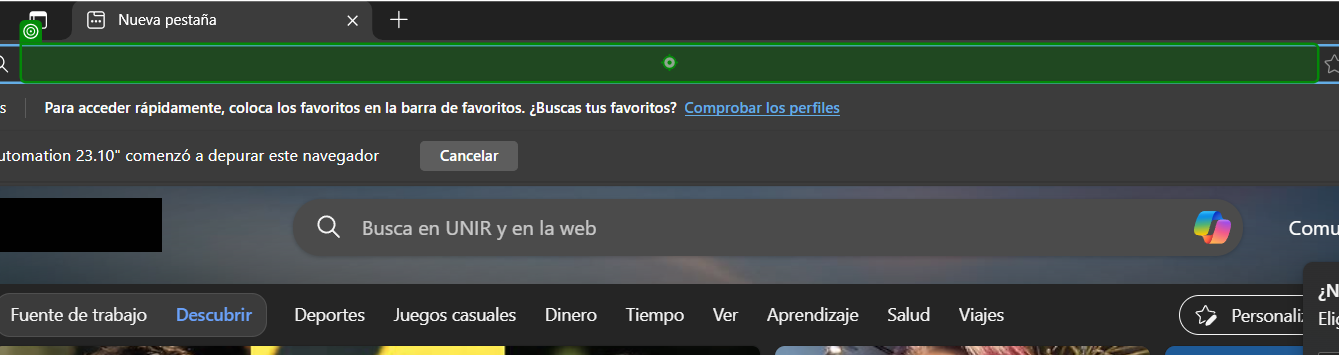 Nueva pestaña
Para acceder rápidamente, coloca los favoritos en la barra de favoritos. ¿Buscas tus favoritos? Comprobar los perfiles
utomation 23.10" comenzó a depurar este navegador
Cancelar
Busca en UNIR y en la web
Comu
Fuente de trabajo Descubrir Deportes Juegos casuales Dinero Tiempo Ver Aprendizaje Salud Viajes
Personaliz
¿N
Elig